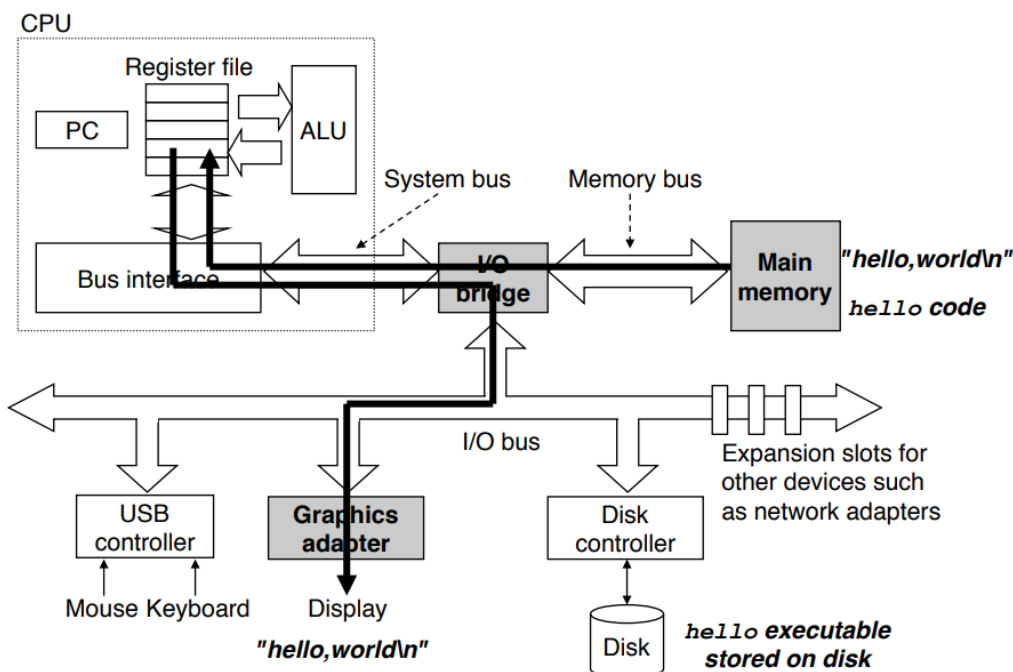 CPU
Register file
PC
ALU
System bus
Memory bus
Bus interface
I/O
bridge
Main
memory
"hello,world\n"
hello code
I/O bus
Expansion slots for
other devices such
as network adapters
USB
controller
Graphics
adapter
Disk
controller
Mouse Keyboard
Display
"hello,world\n"
Disk
hello executable
stored on disk